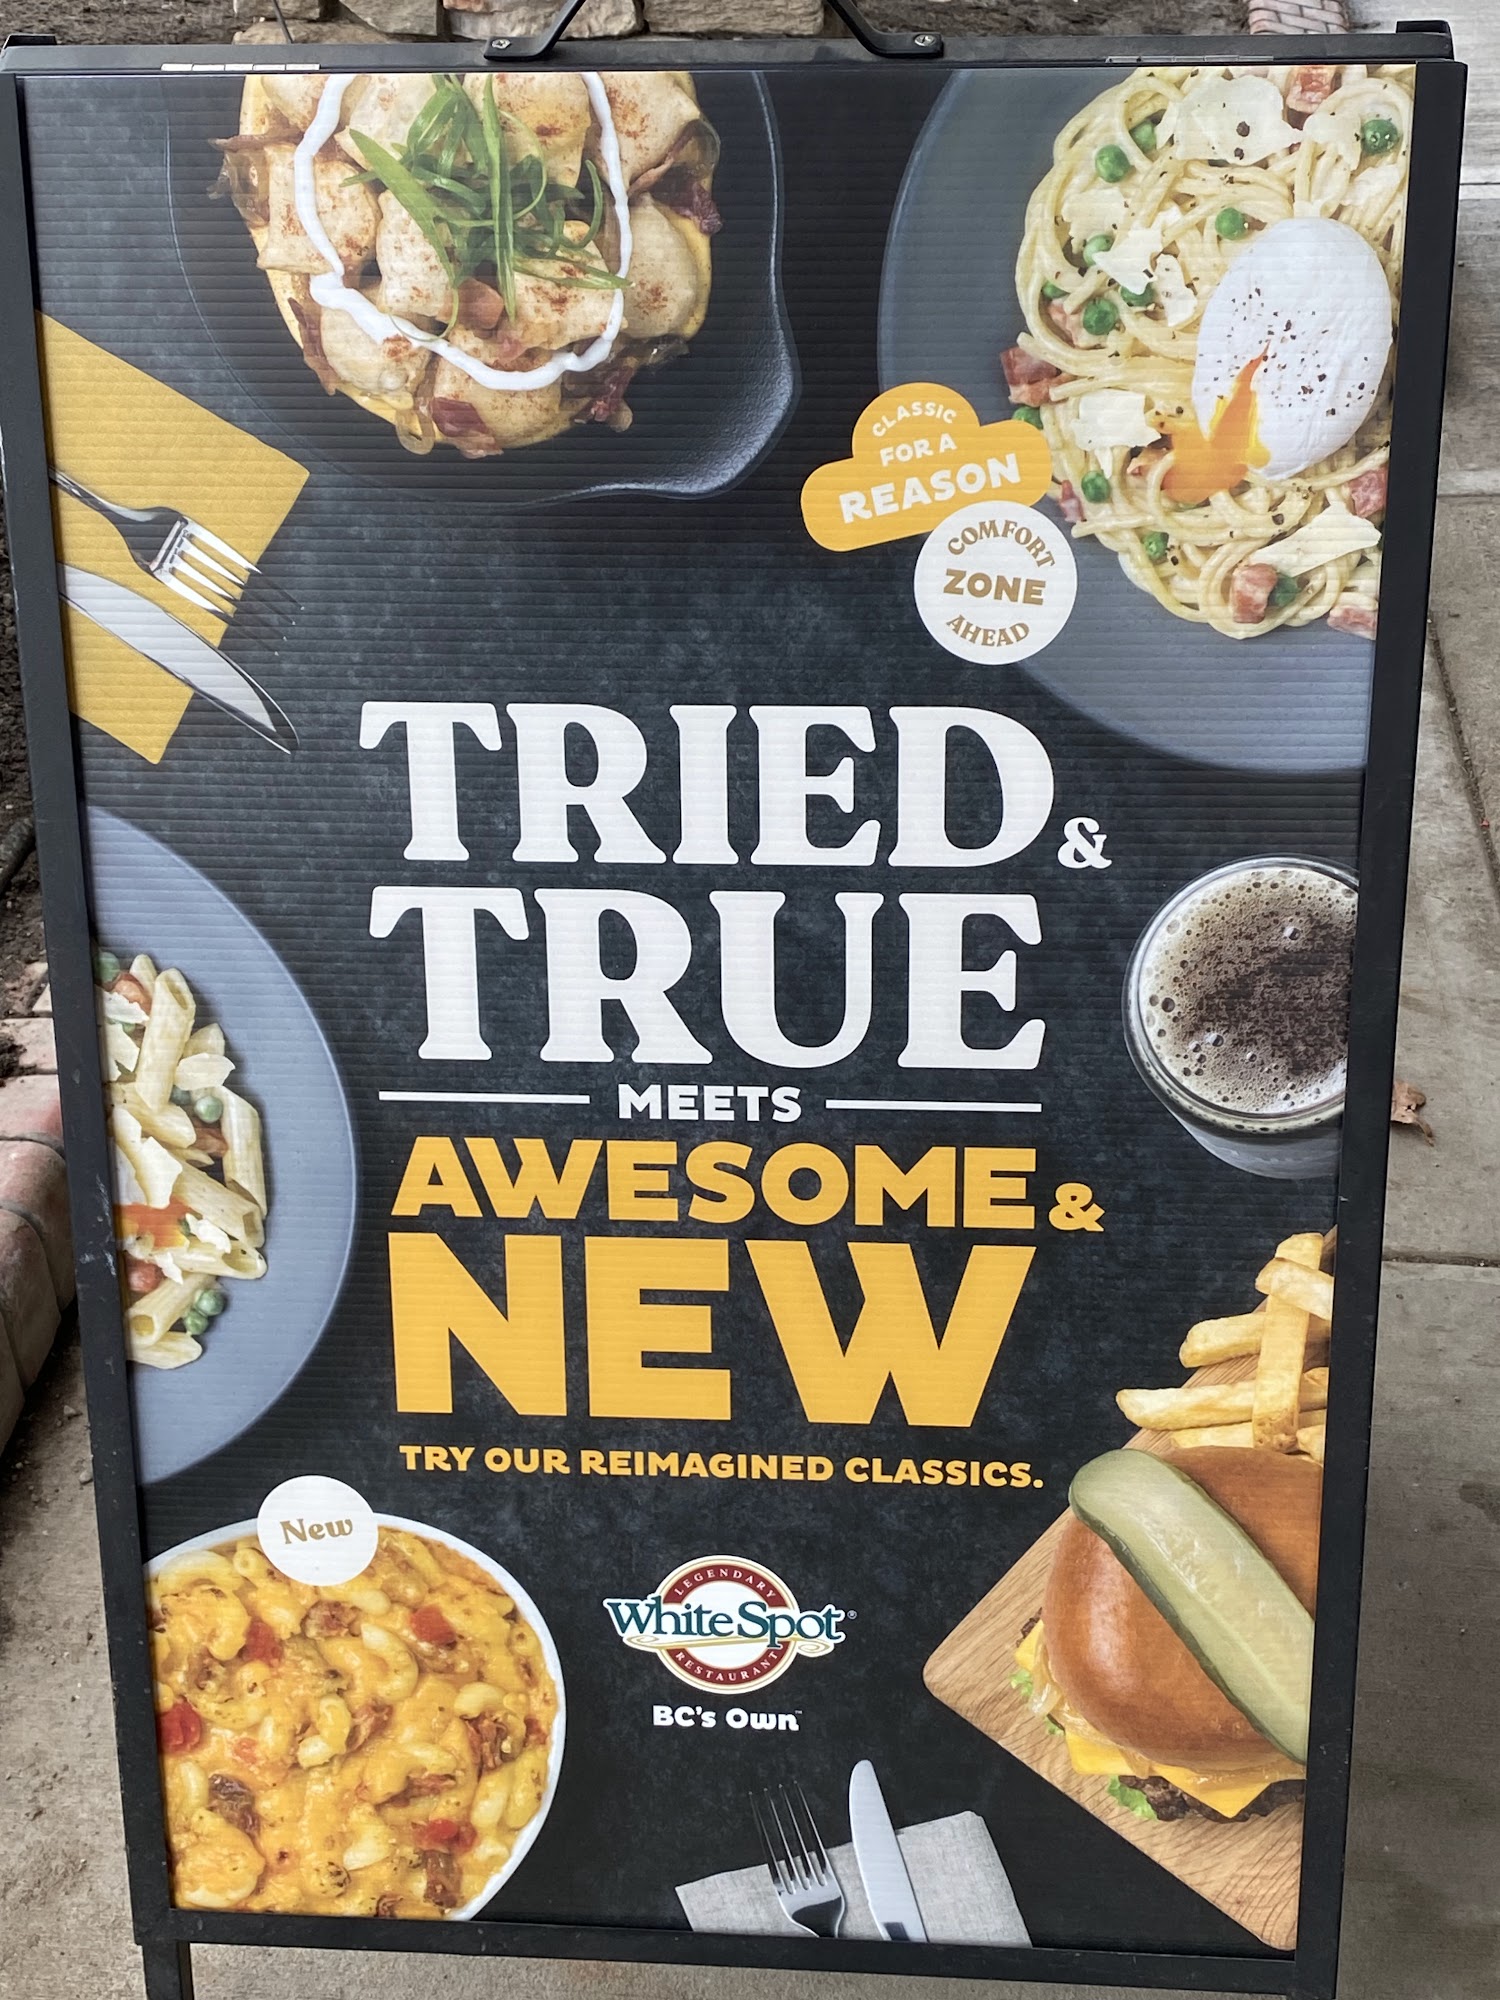 CLASSIC
FOR A
REASON
COMFORT
ZONE
AHEAD
TRIED &
TRUE
MEETS
AWESOME &
NEW
TRY OUR REIMAGINED CLASSICS.
New
LEGENDARY
White Spot®
RESTAURANT
BC's Own™